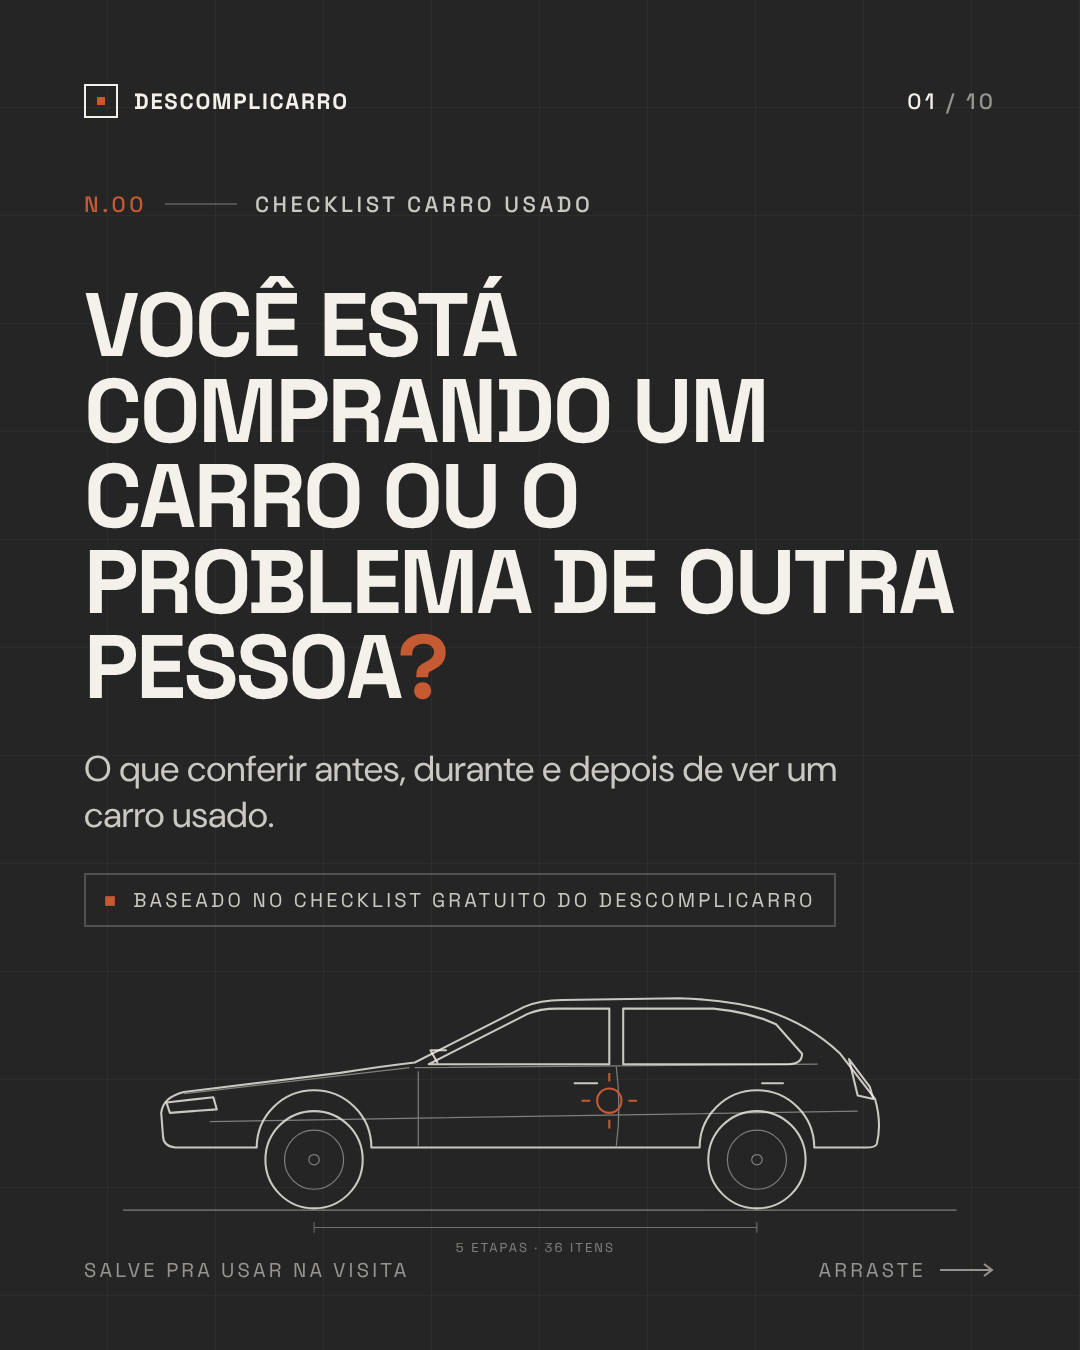 DESCOMPLICARRO
01 / 10
N.00
CHECKLIST CARRO USADO
VOCÊ ESTÁ
COMPRANDO UM
CARRO OU O
PROBLEMA DE OUTRA
PESSOA?
O que conferir antes, durante e depois de ver um
carro usado.
BASEADO NO CHECKLIST GRATUITO DO DESCOMPLICARRO
5 ETAPAS · 36 ITENS
SALVE PRA USAR NA VISITA
ARRASTE